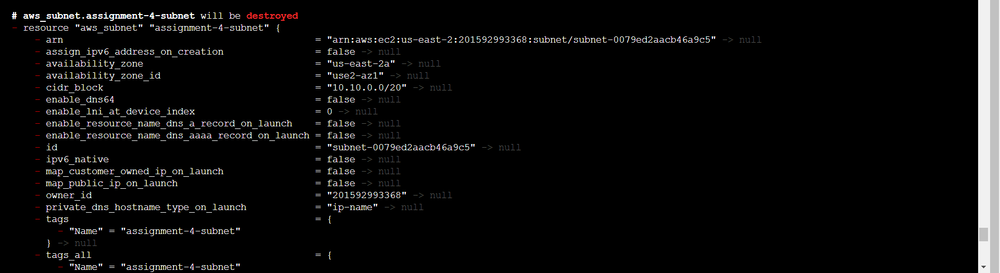 # aws_subnet.assignment-4-subnet will be destroyed
- resource "aws_subnet" "assignment-4-subnet" {
    - arn                                            = "arn:aws:ec2:us-east-2:201592993368:subnet/subnet-0079ed2aacb46a9c5" -> null
    - assign_ipv6_address_on_creation                = false -> null
    - availability_zone                              = "us-east-2a" -> null
    - availability_zone_id                           = "use2-az1" -> null
    - cidr_block                                     = "10.10.0.0/20" -> null
    - enable_dns64                                   = false -> null
    - enable_lni_at_device_index                     = 0 -> null
    - enable_resource_name_dns_a_record_on_launch    = false -> null
    - enable_resource_name_dns_aaaa_record_on_launch = false -> null
    - id                                             = "subnet-0079ed2aacb46a9c5" -> null
    - ipv6_native                                    = false -> null
    - map_customer_owned_ip_on_launch                = false -> null
    - map_public_ip_on_launch                        = false -> null
    - owner_id                                       = "201592993368" -> null
    - private_dns_hostname_type_on_launch            = "ip-name" -> null
    - tags                                           = {
        - "Name" = "assignment-4-subnet"
      } -> null
    - tags_all                                       = {
        - "Name" = "assignment-4-subnet"